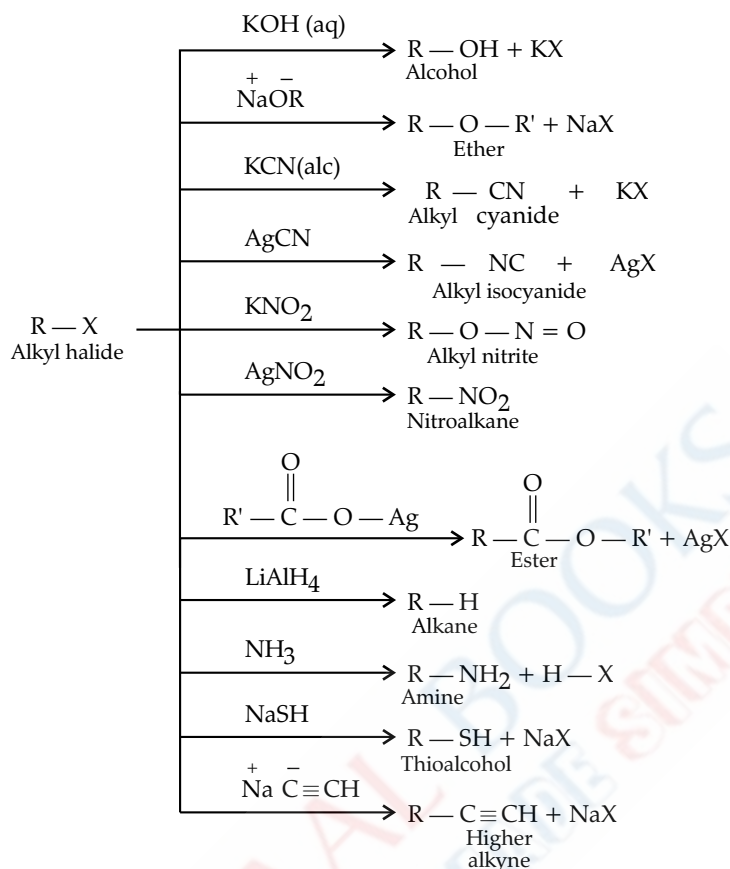 KOH (aq)
R — OH + KX
Alcohol
+ −
NaOR
R — O — R' + NaX
Ether
KCN(alc)
R — CN + KX
Alkyl cyanide
AgCN
R — NC + AgX
Alkyl isocyanide
R — X
Alkyl halide
KNO₂
R — O — N = O
Alkyl nitrite
AgNO₂
R — NO₂
Nitroalkane
O
||
R' — C — O — Ag
O
||
R — C — O — R' + AgX
Ester
LiAlH₄
R — H
Alkane
NH₃
R — NH₂ + H — X
Amine
NaSH
R — SH + NaX
Thioalcohol
+ −
Na C≡CH
R — C≡CH + NaX
Higher
alkyne